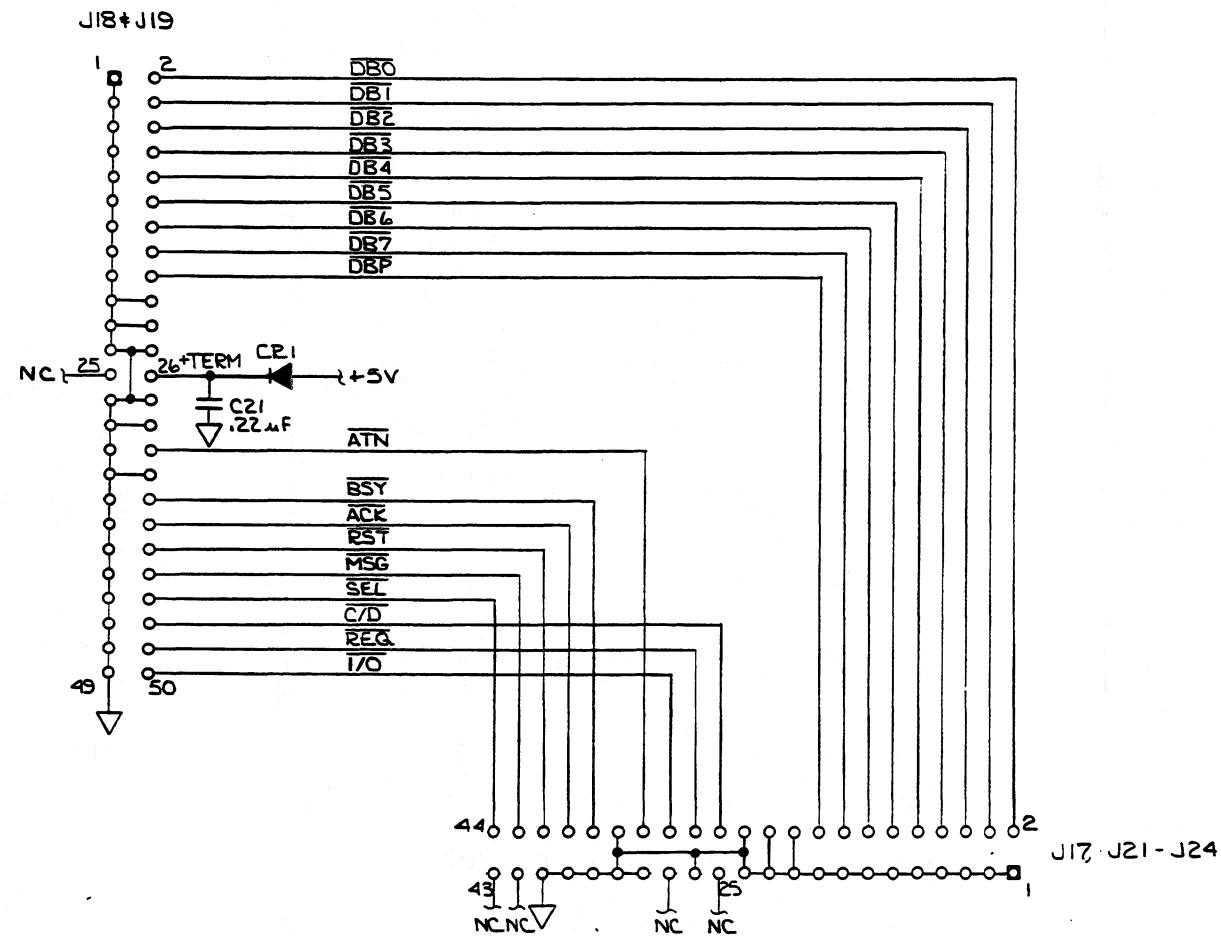 J18&J19
1 2
DB0
DB1
DB2
DB3
DB4
DB5
DB6
DB7
DBP
NC 25 26 +TERM CR1 +5V
C21
.22µF
ATN
BSY
ACK
RST
MSG
SEL
C/D
REQ
I/O
49 50
44 2
J17, J21-J24
43 25 1
NC NC NC NC